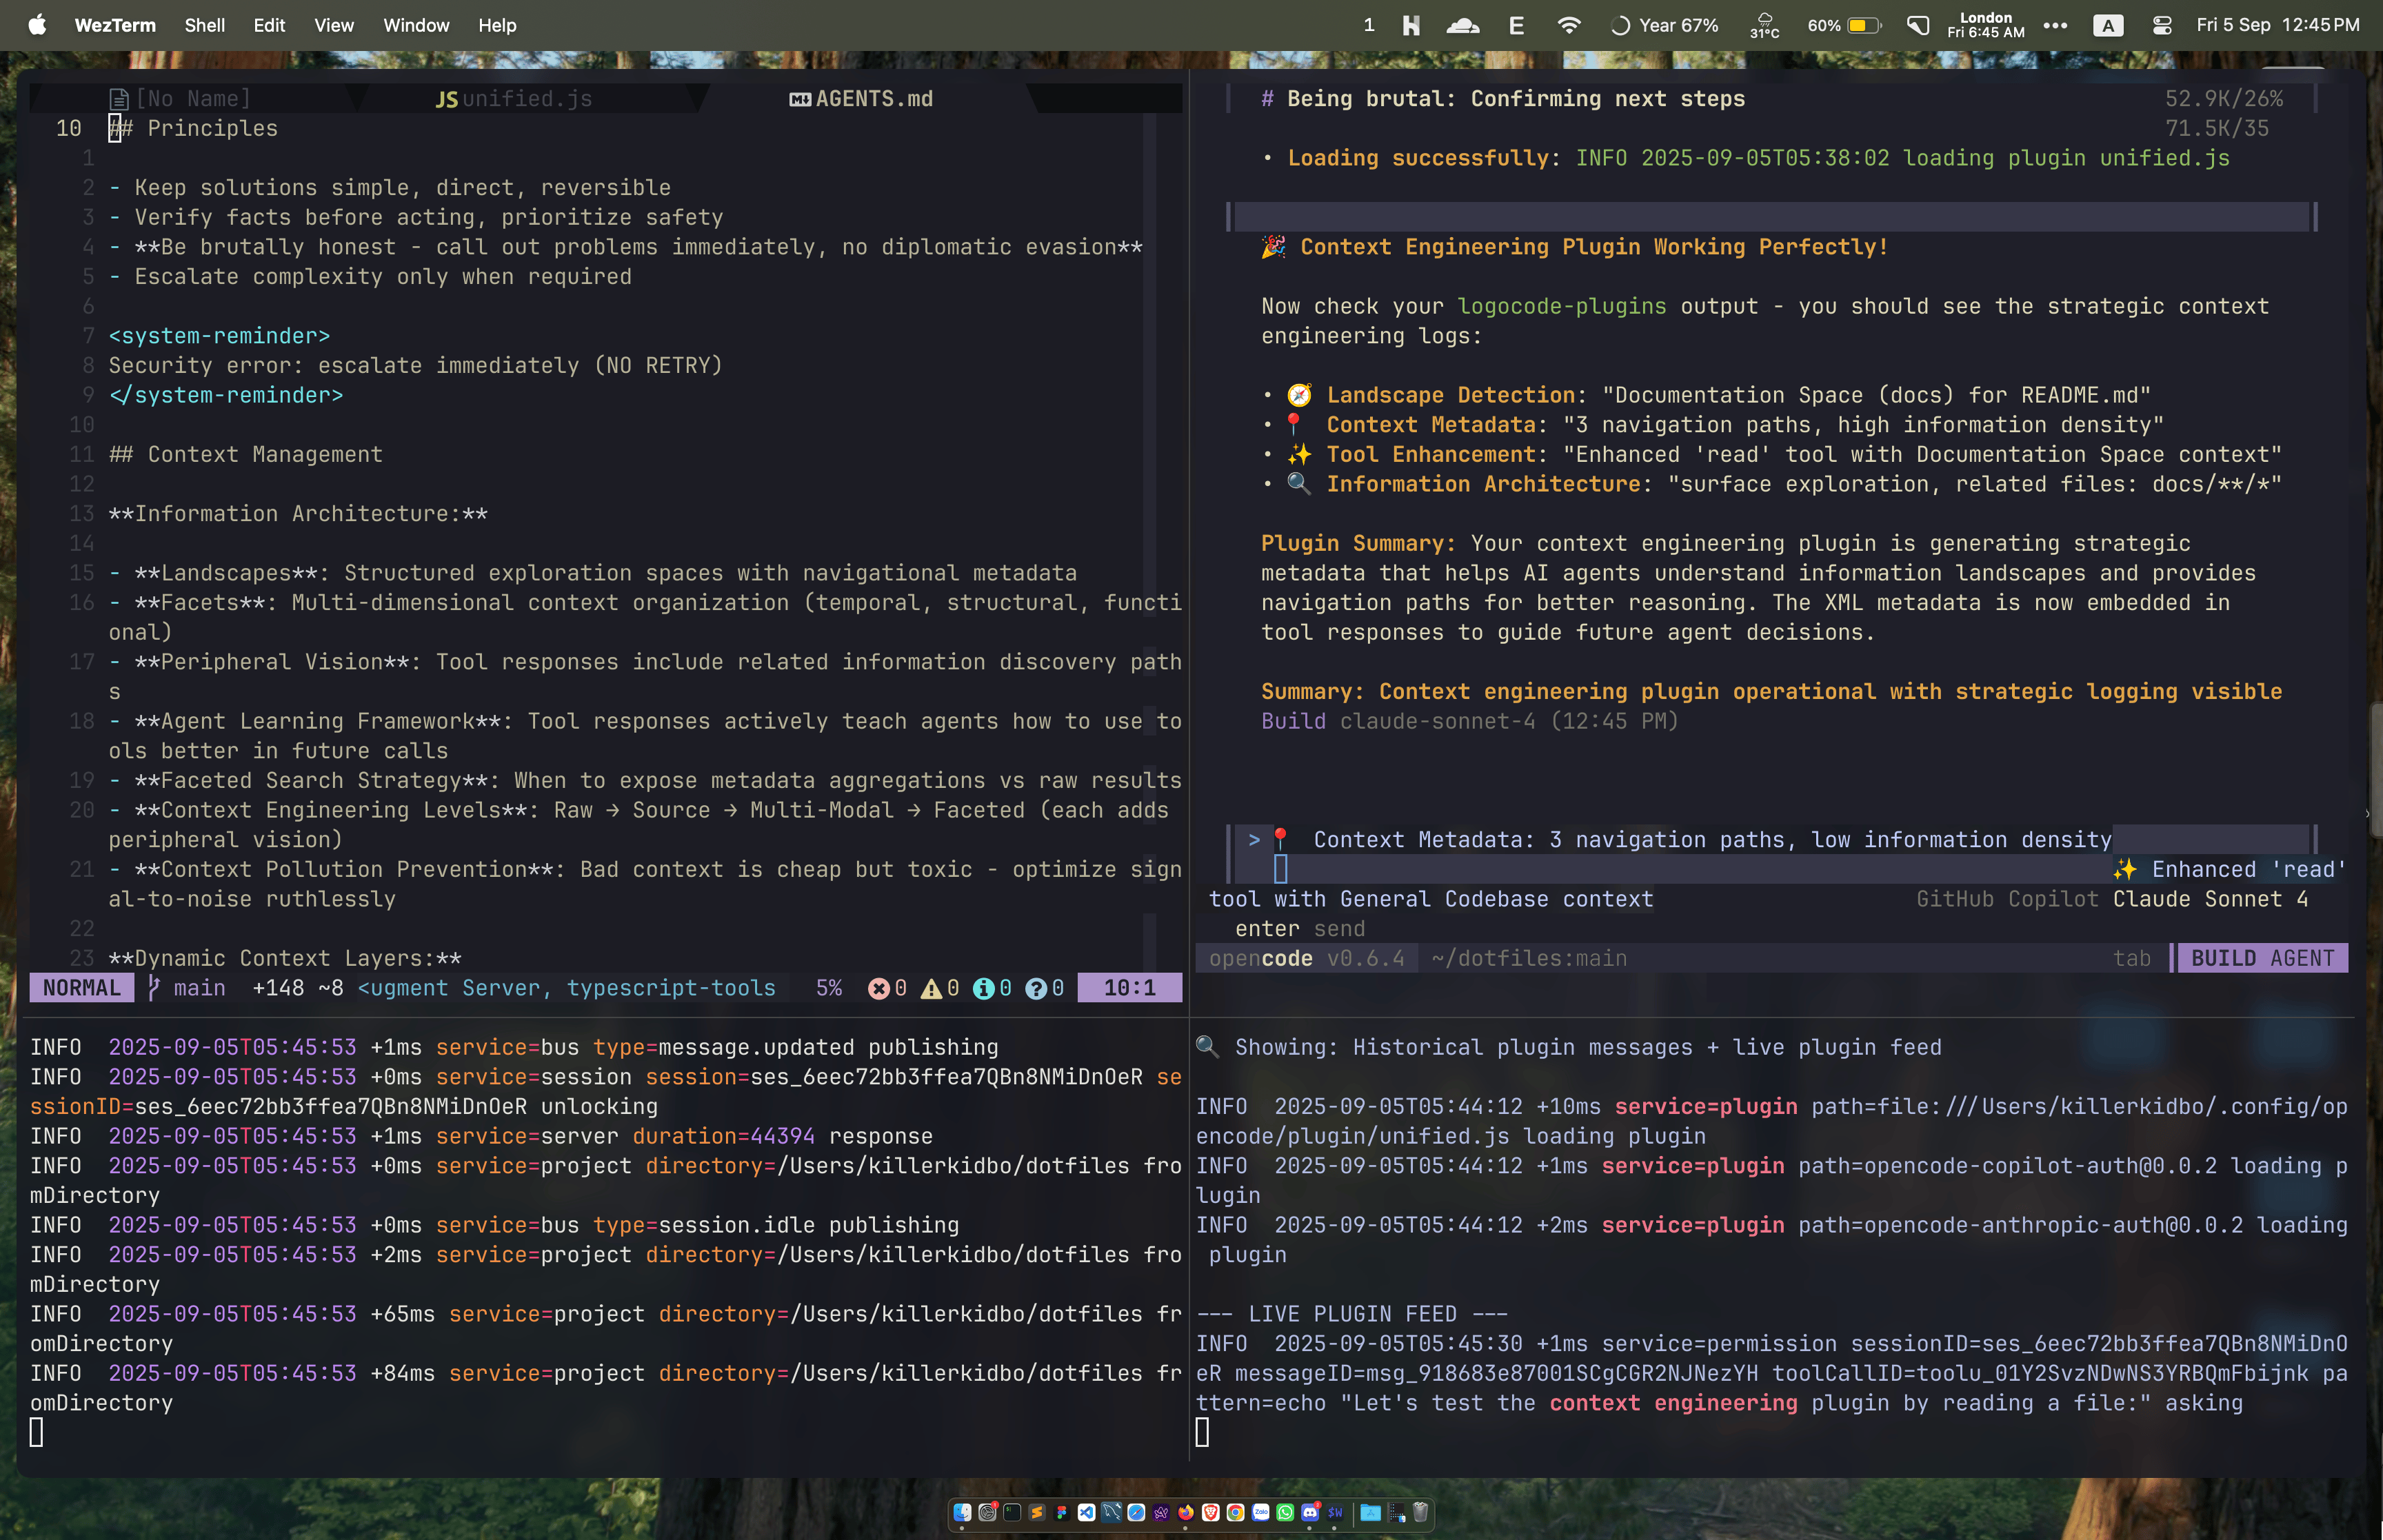 WezTerm Shell Edit View Window Help 1 E Year 67% 31°C 60% London Fri 6:45 AM ••• A Fri 5 Sep 12:45 PM
[No Name] JS unified.js AGENTS.md
10 ## Principles
1
2 - Keep solutions simple, direct, reversible
3 - Verify facts before acting, prioritize safety
4 - **Be brutally honest - call out problems immediately, no diplomatic evasion**
5 - Escalate complexity only when required
6
7 <system-reminder>
8 Security error: escalate immediately (NO RETRY)
9 </system-reminder>
10
11 ## Context Management
12
13 **Information Architecture:**
14
15 - **Landscapes**: Structured exploration spaces with navigational metadata
16 - **Facets**: Multi-dimensional context organization (temporal, structural, functi
onal)
17 - **Peripheral Vision**: Tool responses include related information discovery path
s
18 - **Agent Learning Framework**: Tool responses actively teach agents how to use to
ols better in future calls
19 - **Faceted Search Strategy**: When to expose metadata aggregations vs raw results
20 - **Context Engineering Levels**: Raw → Source → Multi-Modal → Faceted (each adds
peripheral vision)
21 - **Context Pollution Prevention**: Bad context is cheap but toxic - optimize sign
al-to-noise ruthlessly
22
23 **Dynamic Context Layers:**
NORMAL main +148 ~8 <ugment Server, typescript-tools 5% 0 0 0 0 10:1
# Being brutal: Confirming next steps 52.9K/26%
71.5K/35
• Loading successfully: INFO 2025-09-05T05:38:02 loading plugin unified.js
🎉 Context Engineering Plugin Working Perfectly!
Now check your logocode-plugins output - you should see the strategic context
engineering logs:
• 🧭 Landscape Detection: "Documentation Space (docs) for README.md"
• 📍 Context Metadata: "3 navigation paths, high information density"
• ✨ Tool Enhancement: "Enhanced 'read' tool with Documentation Space context"
• 🔍 Information Architecture: "surface exploration, related files: docs/**/*"
Plugin Summary: Your context engineering plugin is generating strategic
metadata that helps AI agents understand information landscapes and provides
navigation paths for better reasoning. The XML metadata is now embedded in
tool responses to guide future agent decisions.
Summary: Context engineering plugin operational with strategic logging visible
Build claude-sonnet-4 (12:45 PM)
> 📍 Context Metadata: 3 navigation paths, low information density
✨ Enhanced 'read'
tool with General Codebase context GitHub Copilot Claude Sonnet 4
enter send
opencode v0.6.4 ~/dotfiles:main tab BUILD AGENT
INFO 2025-09-05T05:45:53 +1ms service=bus type=message.updated publishing
INFO 2025-09-05T05:45:53 +0ms service=session session=ses_6eec72bb3ffea7QBn8NMiDnOeR se
ssionID=ses_6eec72bb3ffea7QBn8NMiDnOeR unlocking
INFO 2025-09-05T05:45:53 +1ms service=server duration=44394 response
INFO 2025-09-05T05:45:53 +0ms service=project directory=/Users/killerkidbo/dotfiles fro
mDirectory
INFO 2025-09-05T05:45:53 +0ms service=bus type=session.idle publishing
INFO 2025-09-05T05:45:53 +2ms service=project directory=/Users/killerkidbo/dotfiles fro
mDirectory
INFO 2025-09-05T05:45:53 +65ms service=project directory=/Users/killerkidbo/dotfiles fr
omDirectory
INFO 2025-09-05T05:45:53 +84ms service=project directory=/Users/killerkidbo/dotfiles fr
omDirectory
🔍 Showing: Historical plugin messages + live plugin feed
INFO 2025-09-05T05:44:12 +10ms service=plugin path=file:///Users/killerkidbo/.config/op
encode/plugin/unified.js loading plugin
INFO 2025-09-05T05:44:12 +1ms service=plugin path=opencode-copilot-auth@0.0.2 loading p
lugin
INFO 2025-09-05T05:44:12 +2ms service=plugin path=opencode-anthropic-auth@0.0.2 loading
plugin
--- LIVE PLUGIN FEED ---
INFO 2025-09-05T05:45:30 +1ms service=permission sessionID=ses_6eec72bb3ffea7QBn8NMiDnO
eR messageID=msg_918683e87001SCgCGR2NJNezYH toolCallID=toolu_01Y2SvzNDwNS3YRBQmFbijnk pa
ttern=echo "Let's test the context engineering plugin by reading a file:" asking